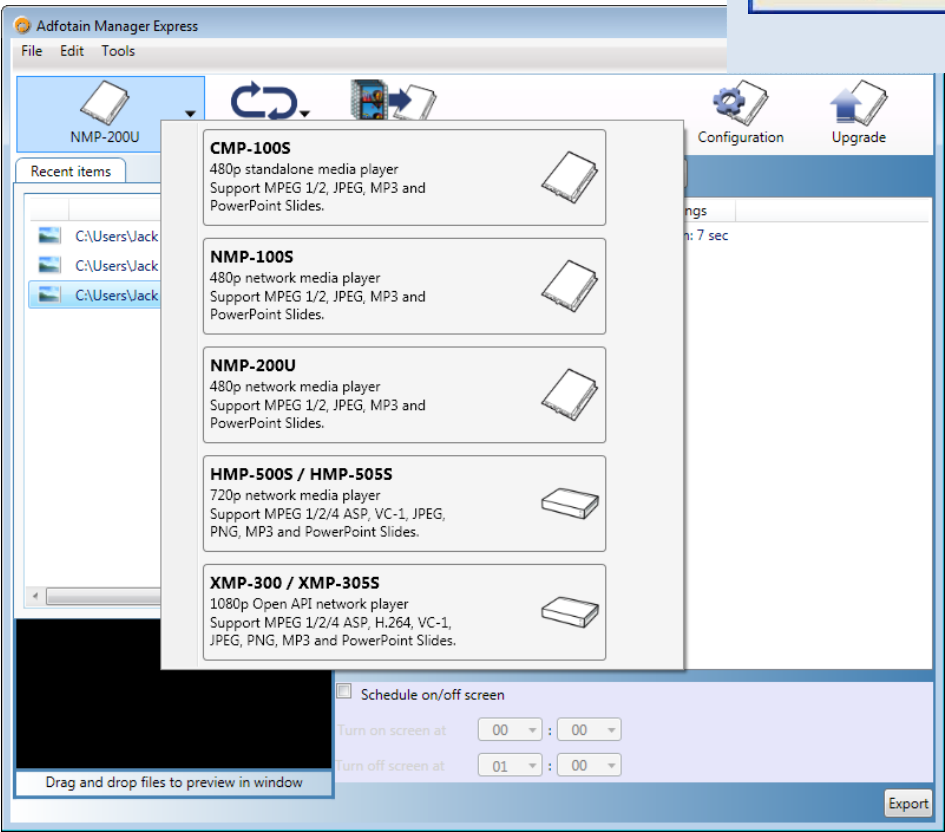 Adfotain Manager Express
File Edit Tools
NMP-200U
Configuration
Upgrade
Recent items
CMP-100S
480p standalone media player
Support MPEG 1/2, JPEG, MP3 and
PowerPoint Slides.
NMP-100S
480p network media player
Support MPEG 1/2, JPEG, MP3 and
PowerPoint Slides.
NMP-200U
480p network media player
Support MPEG 1/2, JPEG, MP3 and
PowerPoint Slides.
HMP-500S / HMP-505S
720p network media player
Support MPEG 1/2/4 ASP, VC-1, JPEG,
PNG, MP3 and PowerPoint Slides.
XMP-300 / XMP-305S
1080p Open API network player
Support MPEG 1/2/4 ASP, H.264, VC-1,
JPEG, PNG, MP3 and PowerPoint Slides.
ngs
n: 7 sec
C:\Users\Jack
C:\Users\Jack
C:\Users\Jack
Schedule on/off screen
Turn on screen at 00 : 00
Turn off screen at 01 : 00
Drag and drop files to preview in window
Export